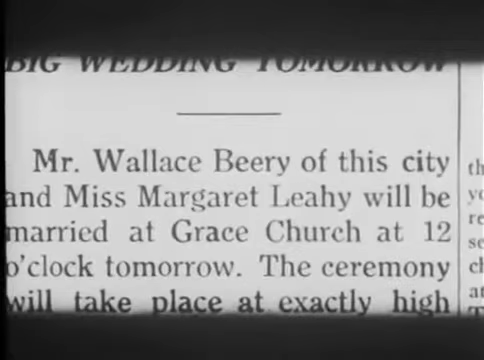 BIG WEDDING TOMORROW
Mr. Wallace Beery of this city
and Miss Margaret Leahy will be
married at Grace Church at 12
o'clock tomorrow. The ceremony
will take place at exactly high